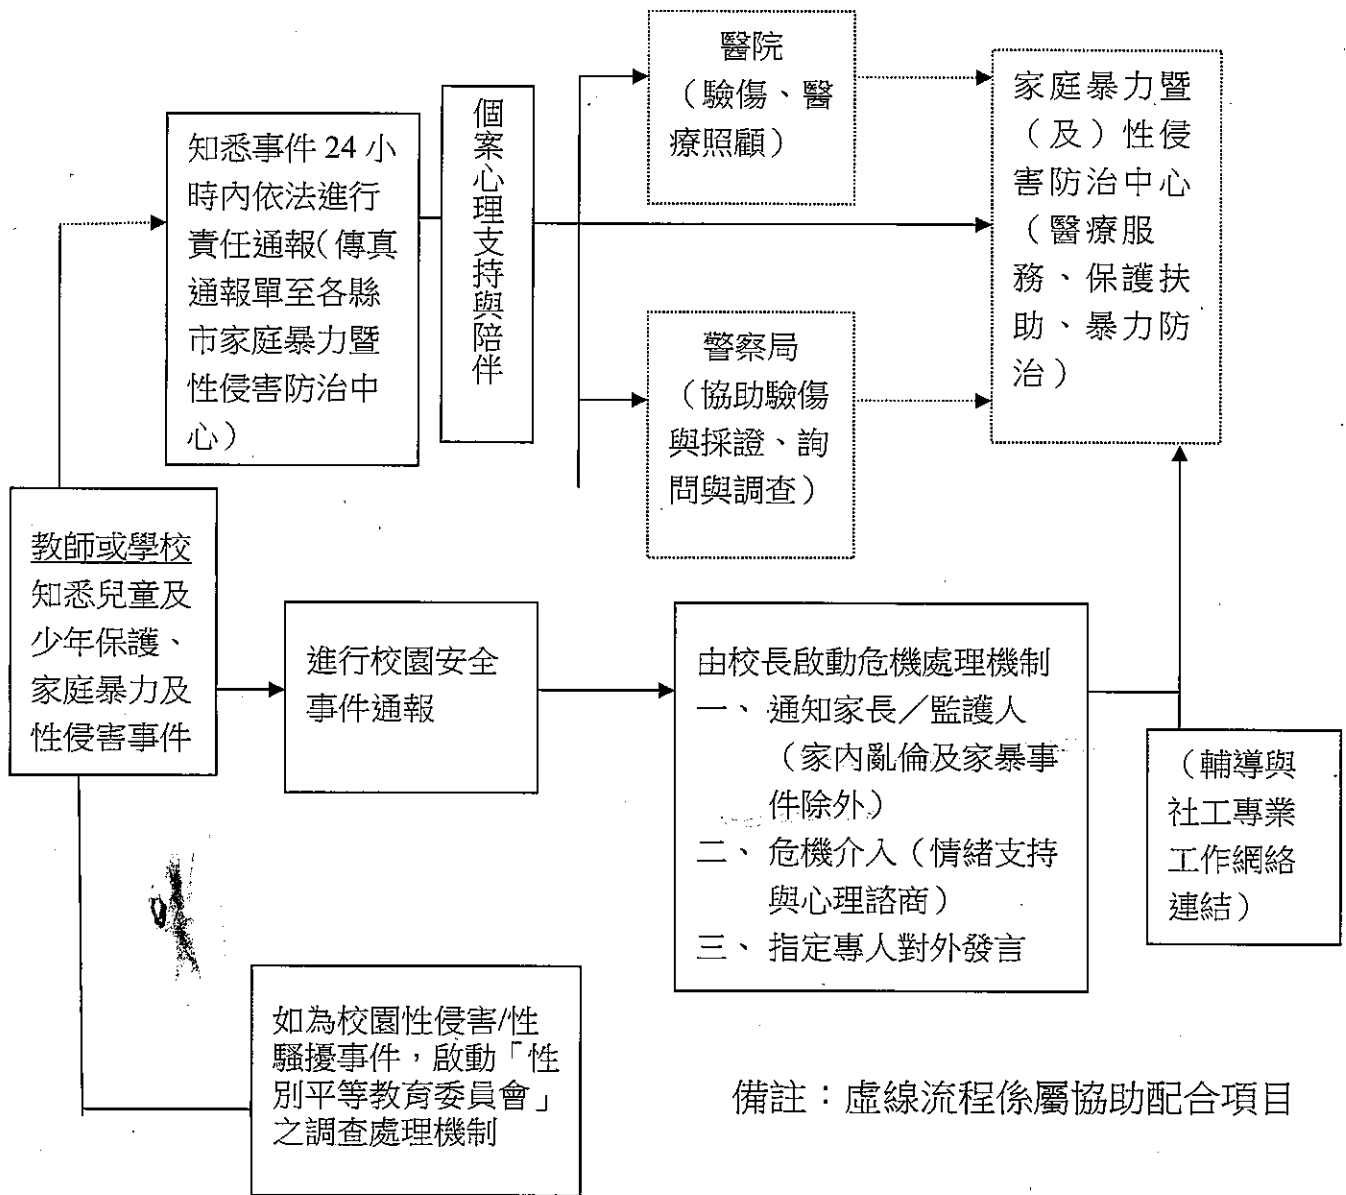 教師或學校
知悉兒童及
少年保護、
家庭暴力及
性侵害事件
知悉事件 24 小
時內依法進行
責任通報（傳真
通報單至各縣
市家庭暴力暨
性侵害防治中
心）
個案心理支持與陪伴
醫院
（驗傷、醫
療照顧）
警察局
（協助驗傷
與採證、詢
問與調查）
家庭暴力暨
（及）性侵
害防治中心
（醫療服
務、保護扶
助、暴力防
治）
進行校園安全
事件通報
由校長啟動危機處理機制
一、 通知家長／監護人
（家內亂倫及家暴事
件除外）
二、 危機介入（情緒支持
與心理諮商）
三、 指定專人對外發言
（輔導與
社工專業
工作網絡
連結）
如為校園性侵害/性
騷擾事件，啟動「性
別平等教育委員會」
之調查處理機制
備註：虛線流程係屬協助配合項目